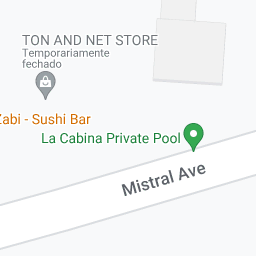 TON AND NET STORE
Temporariamente
fechado
Zabi - Sushi Bar
La Cabina Private Pool
Mistral Ave